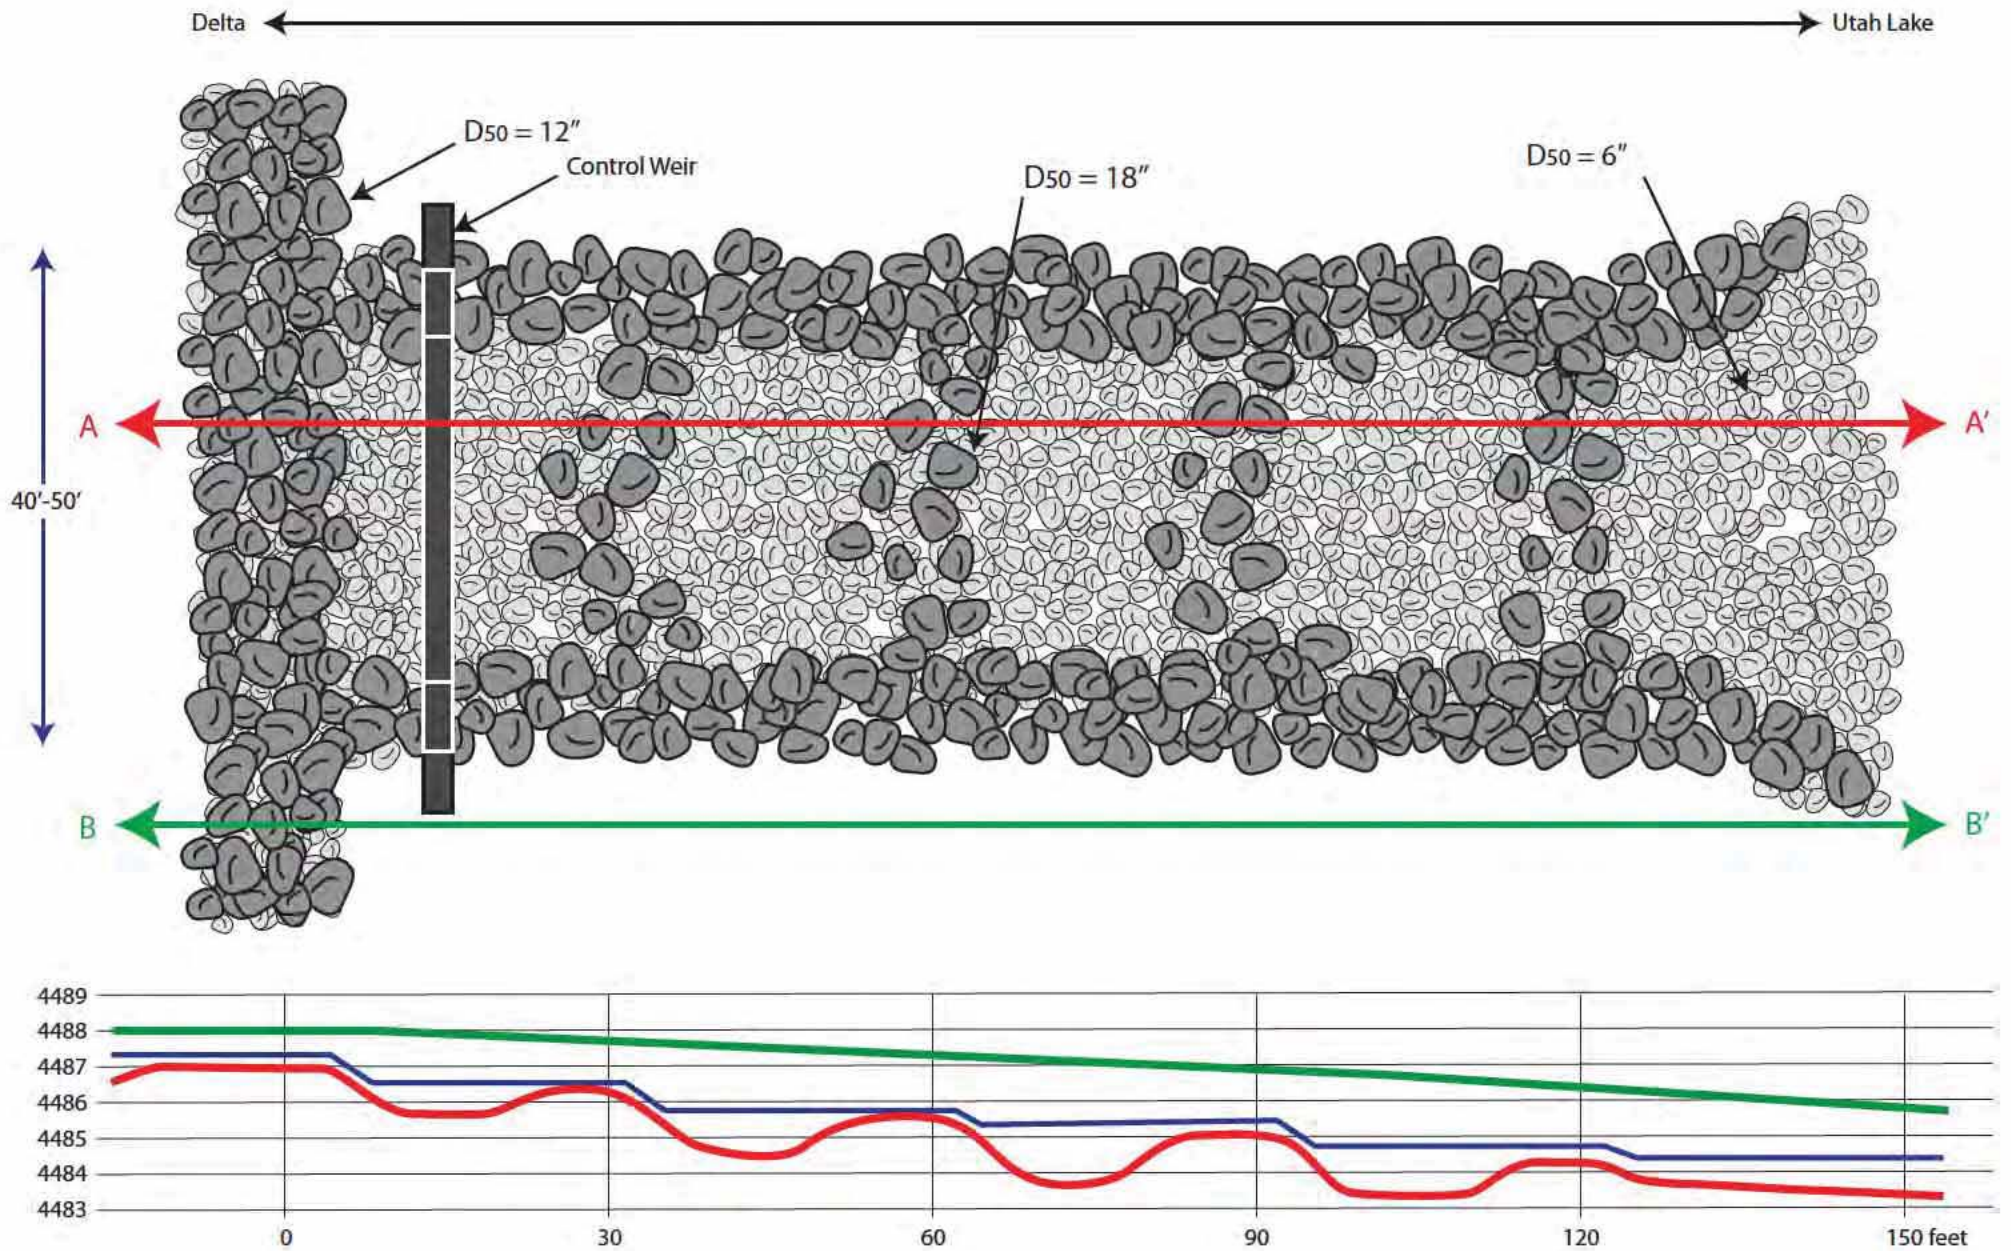 Delta
Utah Lake
D50 = 12”
Control Weir
D50 = 18”
D50 = 6”
A
A’
40’-50’
B
B’
4489
4488
4487
4486
4485
4484
4483
0 30 60 90 120 150 feet